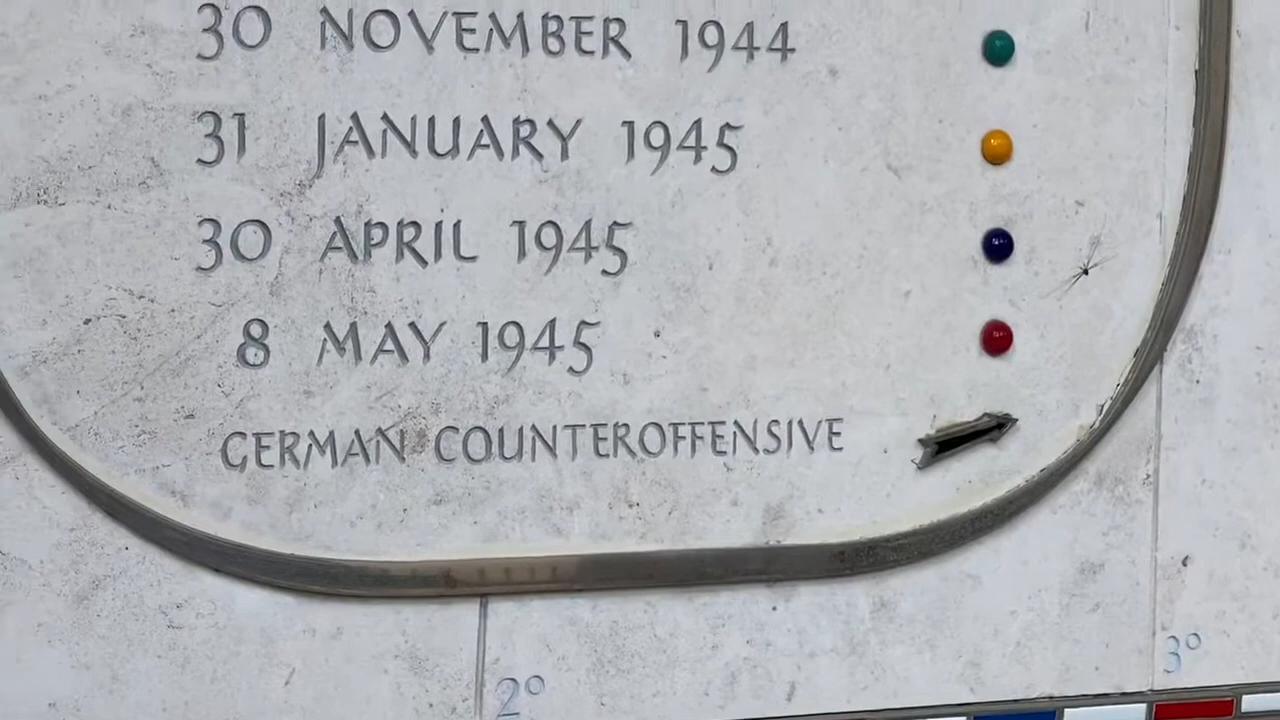 30 NOVEMBER 1944
31 JANUARY 1945
30 APRIL 1945
8 MAY 1945
GERMAN COUNTEROFFENSIVE
2°
3°